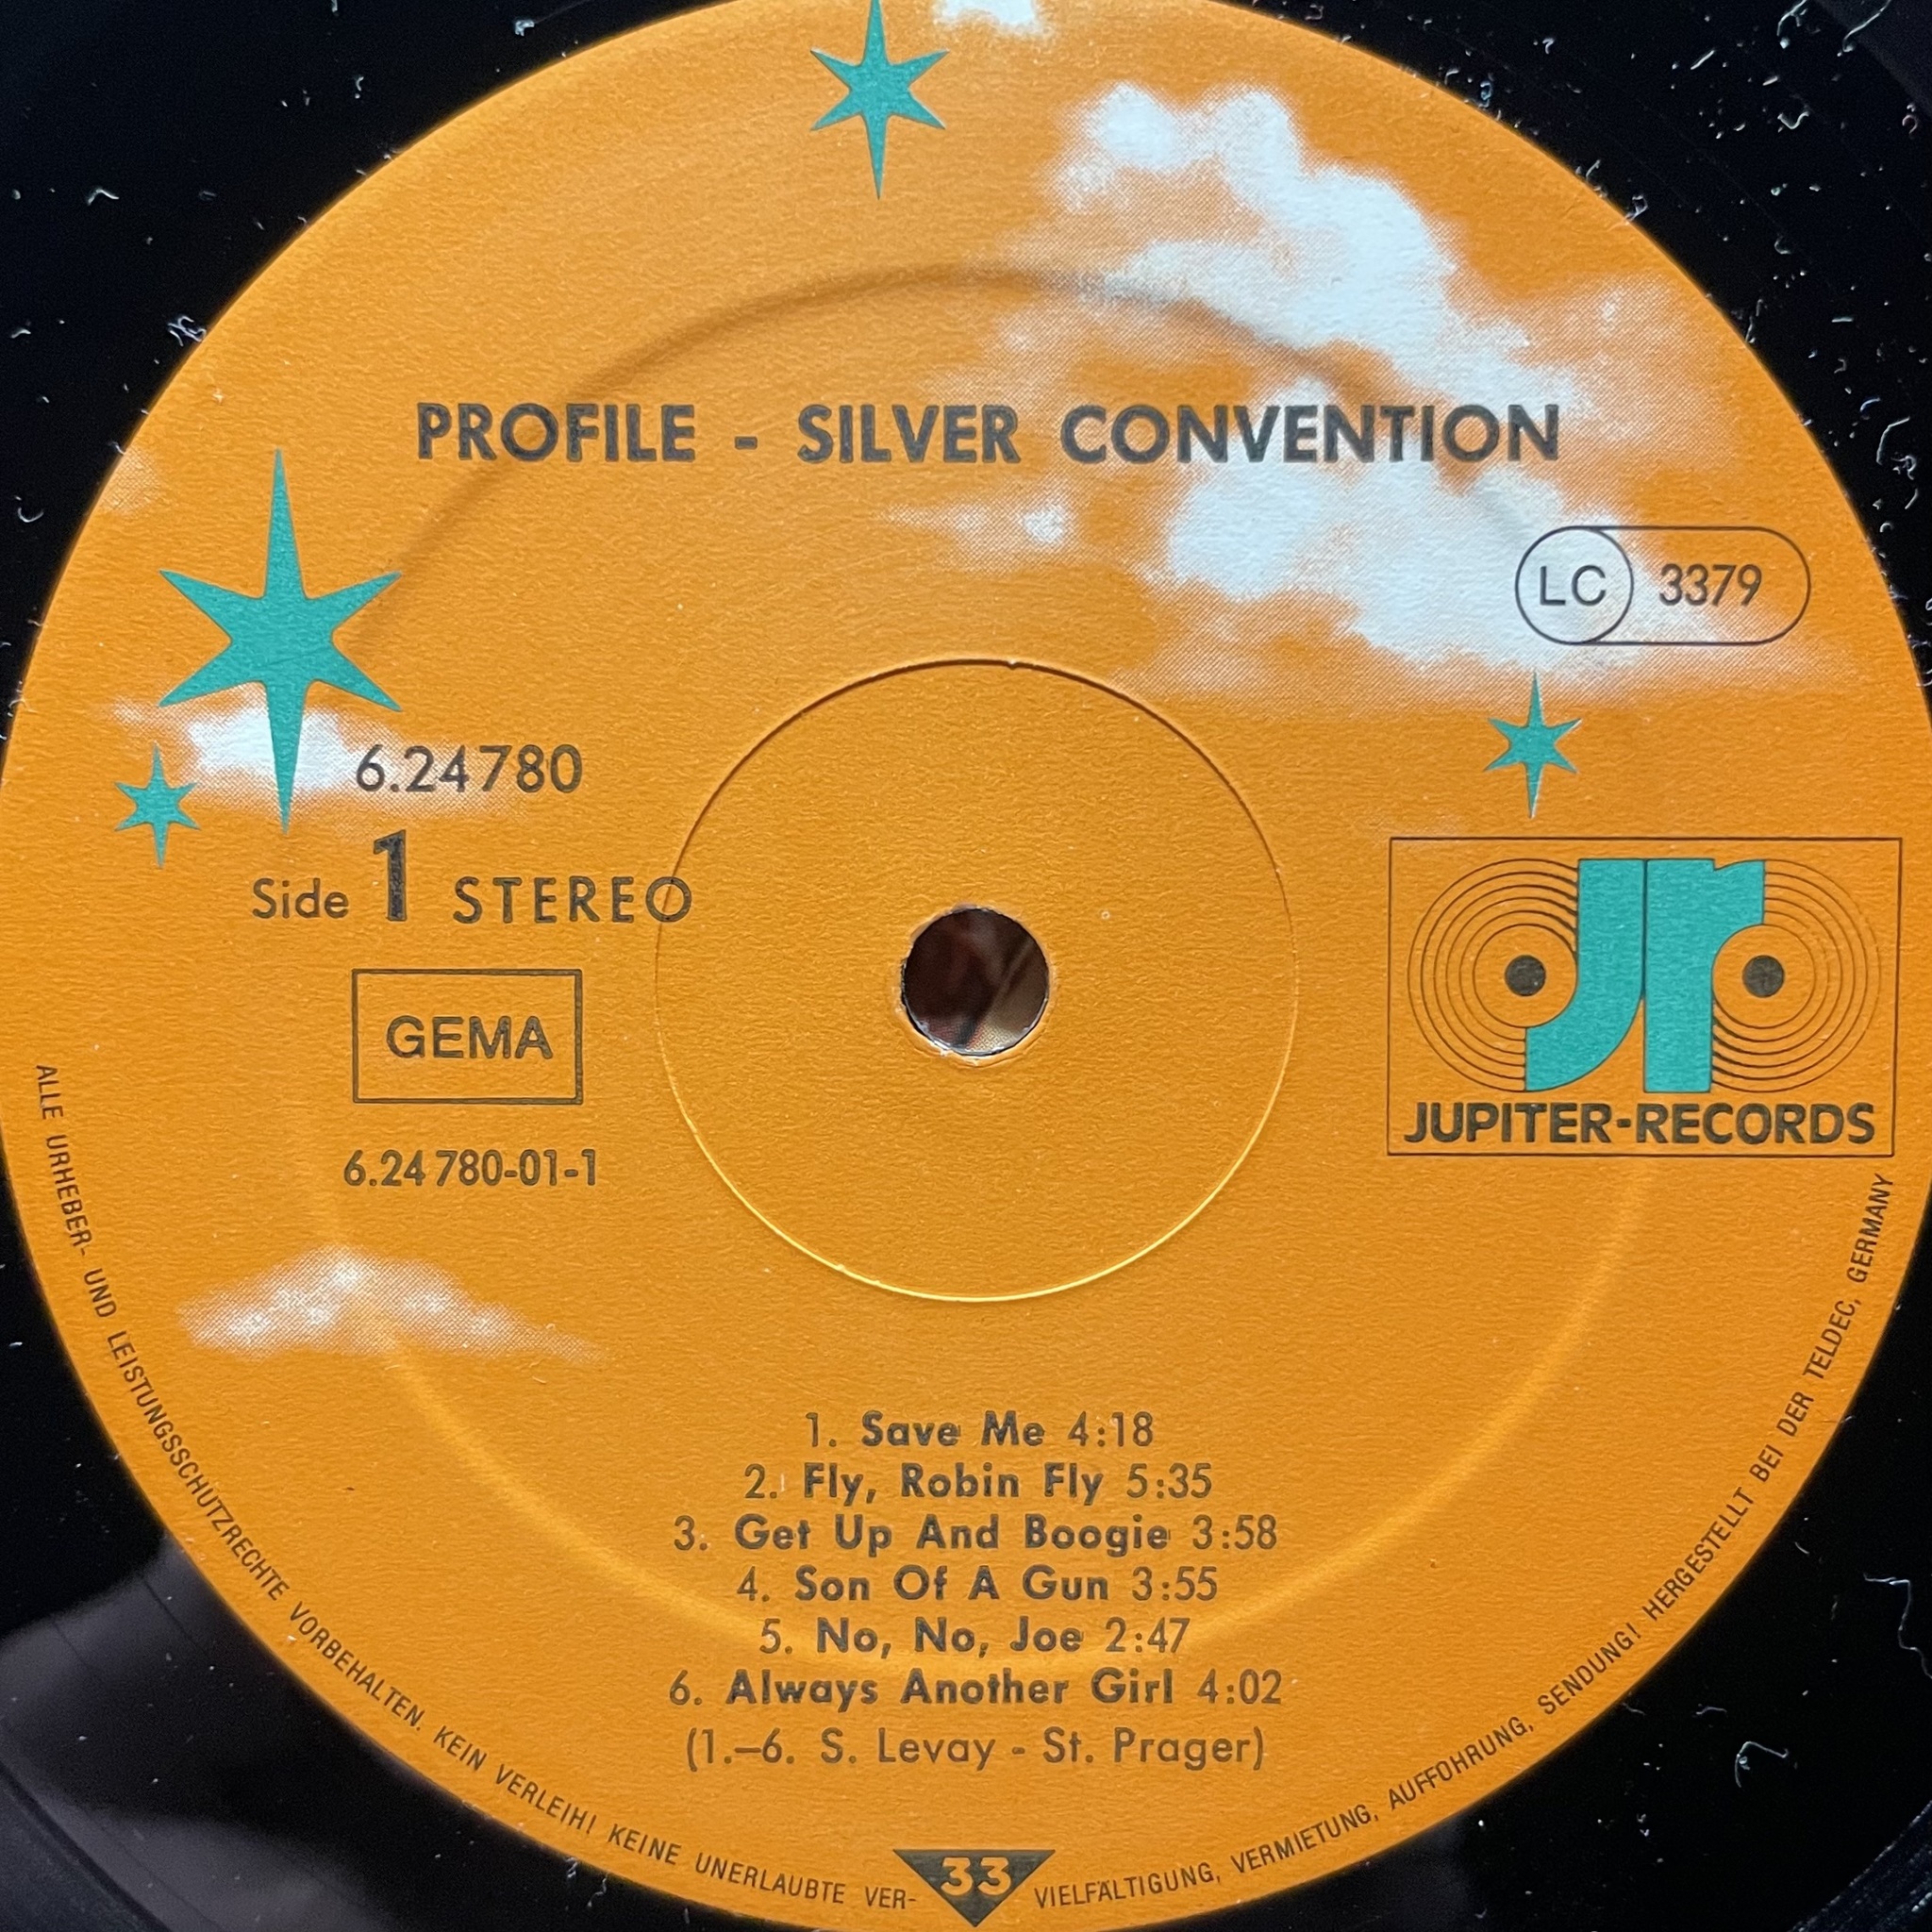 PROFILE - SILVER CONVENTION
LC 3379
6.24780
Side 1 STEREO
GEMA
6.24 780-01-1
jr
JUPITER-RECORDS
1. Save Me 4:18
2. Fly, Robin Fly 5:35
3. Get Up And Boogie 3:58
4. Son Of A Gun 3:55
5. No, No, Joe 2:47
6. Always Another Girl 4:02
(1.–6. S. Levay - St. Prager)
33
ALLE URHEBER- UND LEISTUNGSSCHUTZRECHTE VORBEHALTEN. KEIN VERLEIH! KEINE UNERLAUBTE VER- VIELFÄLTIGUNG, VERMIETUNG, AUFFÜHRUNG, SENDUNG! HERGESTELLT BEI DER TELDEC, GERMANY